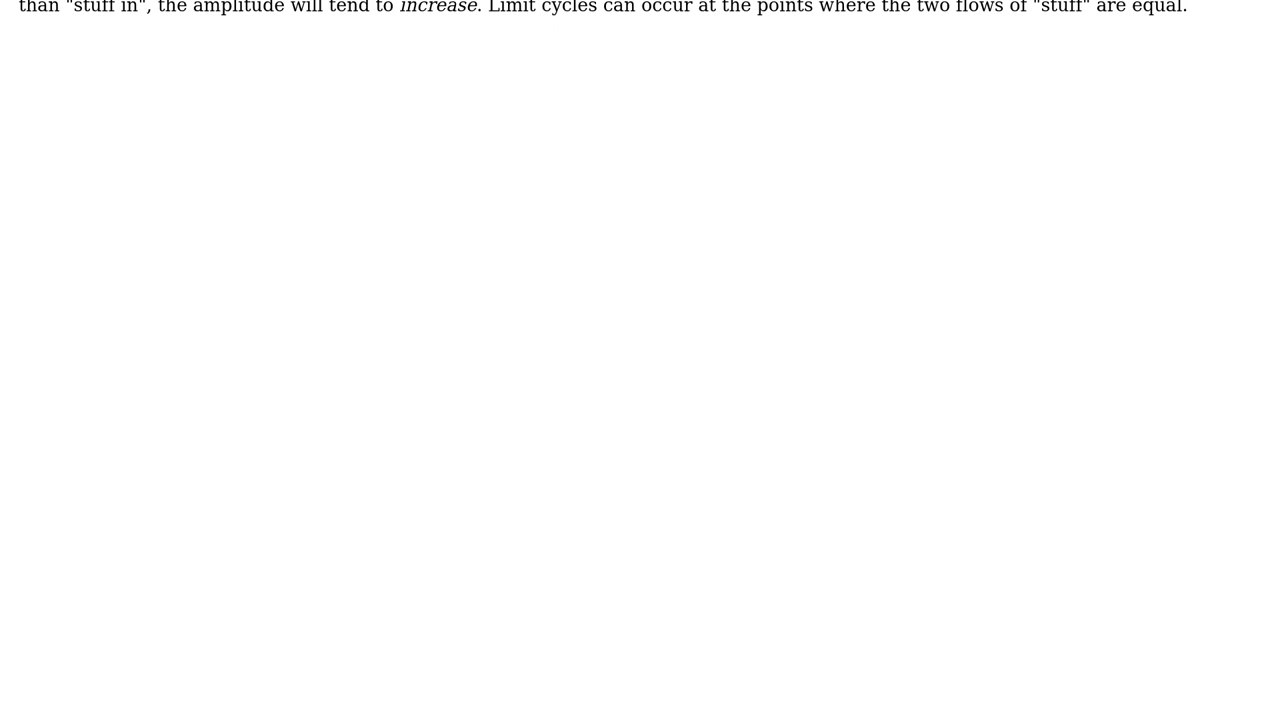 than "stuff in", the amplitude will tend to increase. Limit cycles can occur at the points where the two flows of "stuff" are equal.